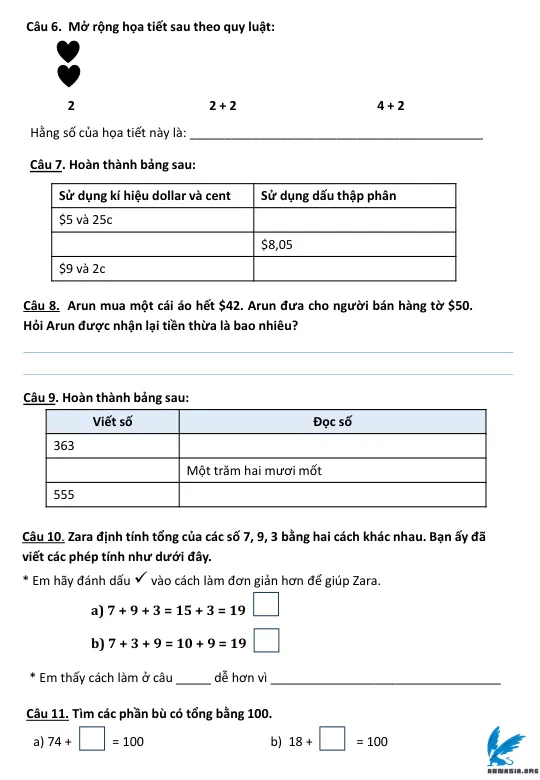 Câu 6. Mở rộng họa tiết sau theo quy luật:
2 2 + 2 4 + 2
Hằng số của họa tiết này là: ____________________
Câu 7. Hoàn thành bảng sau:
Sử dụng kí hiệu dollar và cent Sử dụng dấu thập phân
$5 và 25c
$8,05
$9 và 2c
Câu 8. Arun mua một cái áo hết $42. Arun đưa cho người bán hàng tờ $50.
Hỏi Arun được nhận lại tiền thừa là bao nhiêu?
Câu 9. Hoàn thành bảng sau:
Viết số Đọc số
363
Một trăm hai mươi mốt
555
Câu 10. Zara định tính tổng của các số 7, 9, 3 bằng hai cách khác nhau. Bạn ấy đã
viết các phép tính như dưới đây.
* Em hãy đánh dấu ✓ vào cách làm đơn giản hơn để giúp Zara.
a) 7 + 9 + 3 = 15 + 3 = 19
b) 7 + 3 + 9 = 10 + 9 = 19
* Em thấy cách làm ở câu _____ dễ hơn vì ____________________
Câu 11. Tìm các phần bù có tổng bằng 100.
a) 74 + = 100 b) 18 + = 100
ABMASIA.ORG